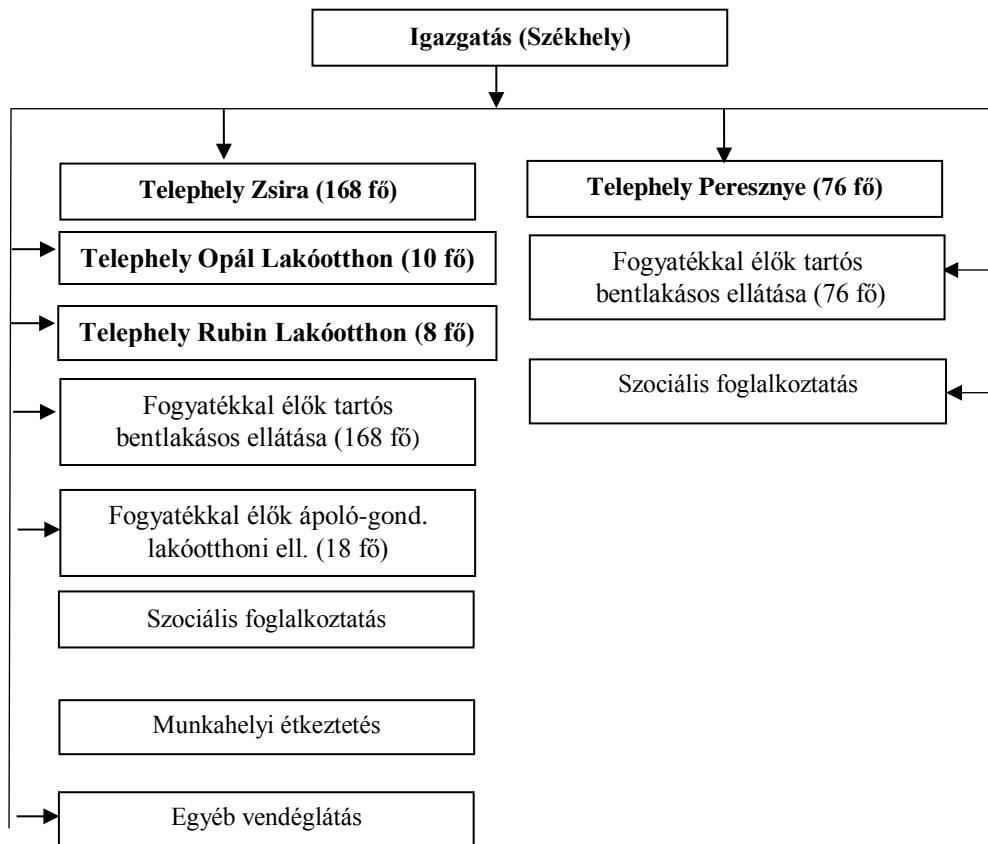 Igazgatás (Székhely)
Telephely Zsira (168 fő)
Telephely Opál Lakóotthon (10 fő)
Telephely Rubin Lakóotthon (8 fő)
Fogyatékkal élők tartós
bentlakásos ellátása (168 fő)
Fogyatékkal élők ápoló-gond.
lakóotthoni ell. (18 fő)
Szociális foglalkoztatás
Munkahelyi étkeztetés
Egyéb vendéglátás
Telephely Peresznye (76 fő)
Fogyatékkal élők tartós
bentlakásos ellátása (76 fő)
Szociális foglalkoztatás